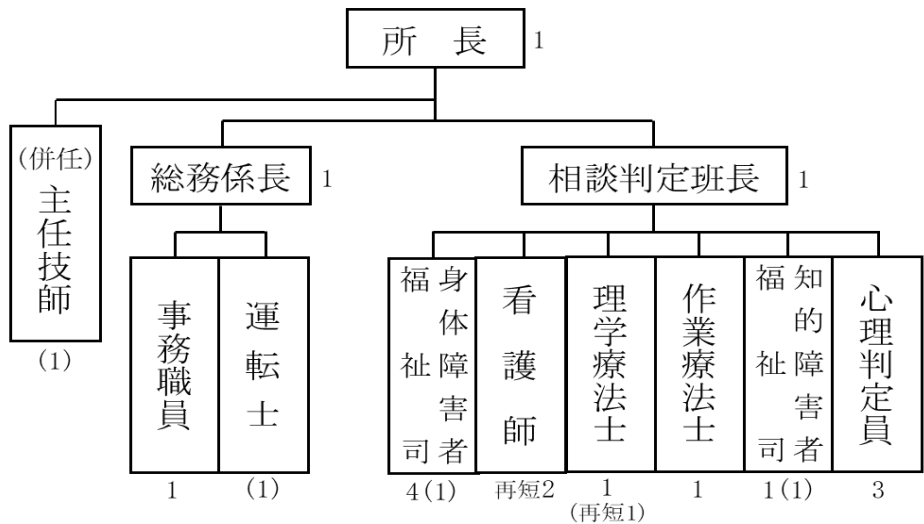 所長 1
(併任)
主任技師
(1)
総務係長 1
相談判定班長 1
事務職員
1
運転士
(1)
身体障害者
福祉司
4(1)
看護師
再短2
理学療法士
1
(再短1)
作業療法士
1
知的障害者
福祉司
1(1)
心理判定員
3